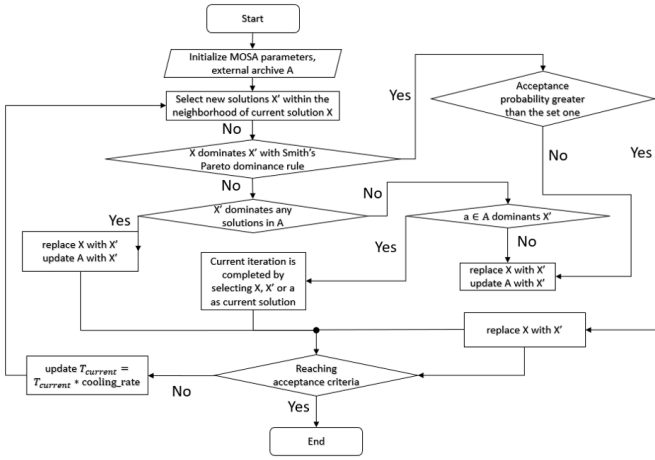 Start
Initialize MOSA parameters,
external archive A
Select new solutions X' within the
neighborhood of current solution X
No
X dominates X' with Smith's
Pareto dominance rule
Yes
Acceptance
probability greater
than the set one
No
Yes
No
X' dominates any
solutions in A
No
a ∈ A dominants X'
Yes
replace X with X'
update A with X'
Yes
Current iteration is
completed by
selecting X, X' or a
as current solution
No
replace X with X'
update A with X'
replace X with X'
Reaching
acceptance criteria
No
update T_current =
T_current * cooling_rate
Yes
End